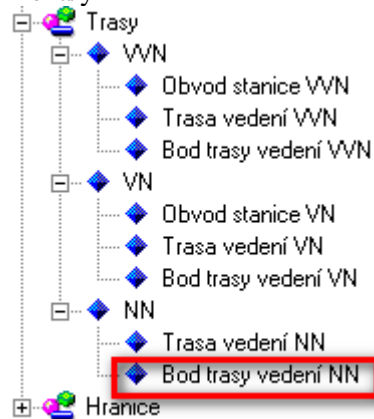 Trasy
VVN
Obvod stanice VVN
Trasa vedení VVN
Bod trasy vedení VVN
VN
Obvod stanice VN
Trasa vedení VN
Bod trasy vedení VN
NN
Trasa vedení NN
Bod trasy vedení NN
Hranice